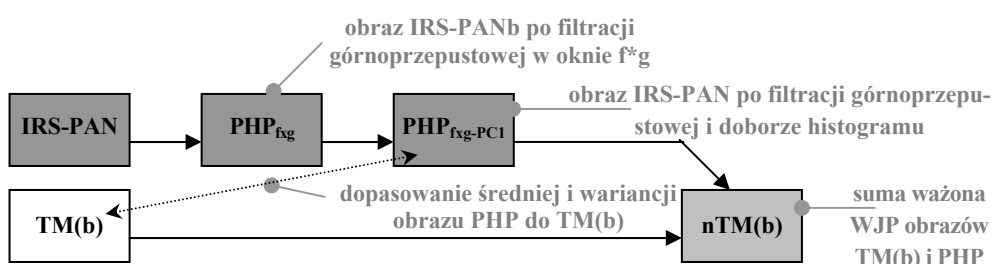 obraz IRS-PANb po filtracji
górnoprzepustowej w oknie f*g
obraz IRS-PAN po filtracji górnoprzepu-
stowej i doborze histogramu
IRS-PAN
PHPfxg
PHPfxg-PC1
dopasowanie średniej i wariancji
obrazu PHP do TM(b)
TM(b)
nTM(b)
suma ważona
WJP obrazów
TM(b) i PHP